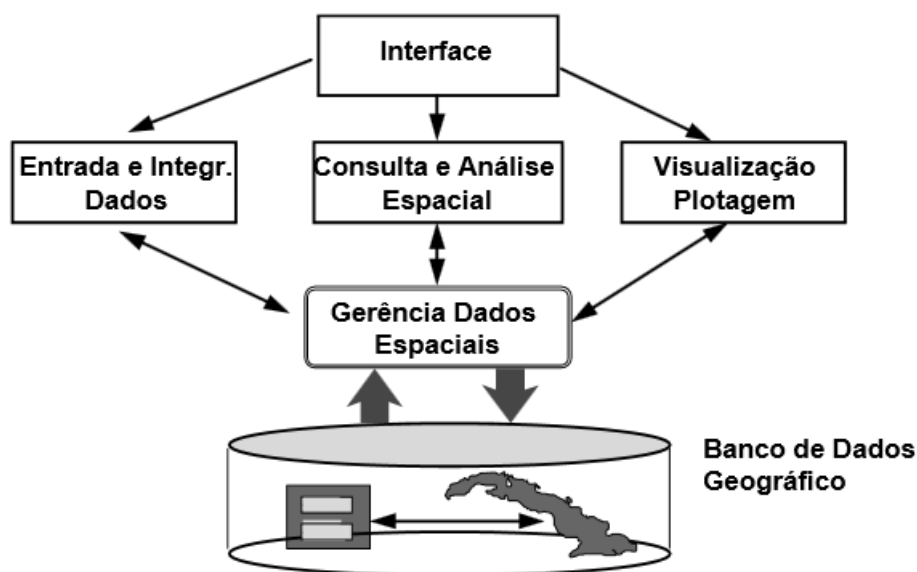 Interface
Entrada e Integr.
Dados
Consulta e Análise
Espacial
Visualização
Plotagem
Gerência Dados
Espaciais
Banco de Dados
Geográfico